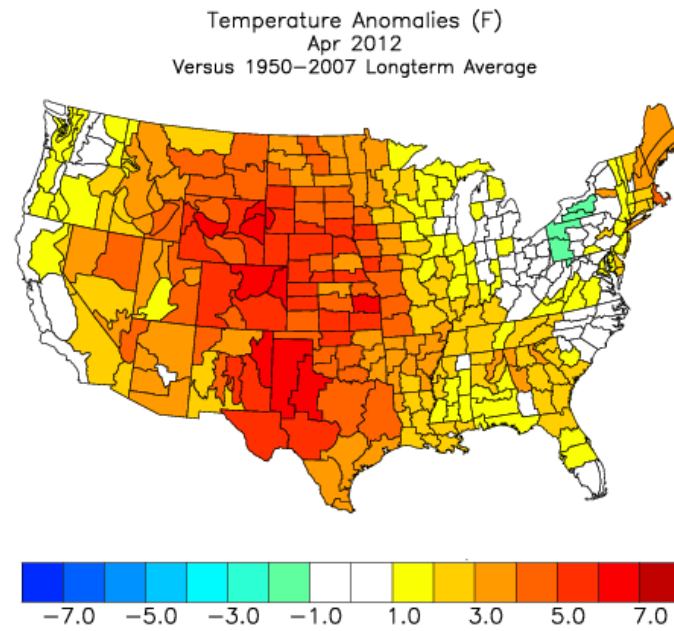 Temperature Anomalies (F)
Apr 2012
Versus 1950−2007 Longterm Average
−7.0 −5.0 −3.0 −1.0 1.0 3.0 5.0 7.0